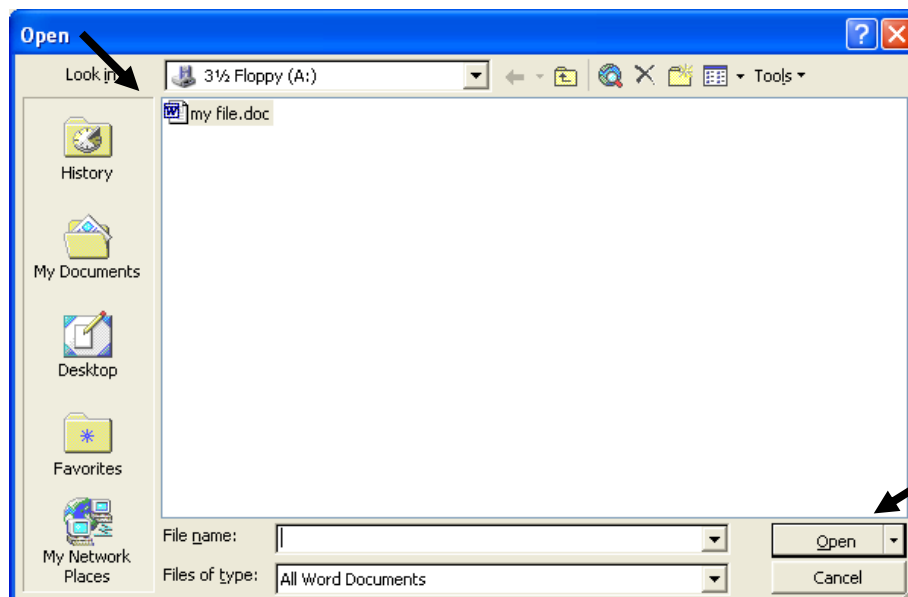 Open
Look in
3½ Floppy (A:)
Tools
my file.doc
History
My Documents
Desktop
Favorites
My Network
Places
File name:
Open
Files of type:
All Word Documents
Cancel